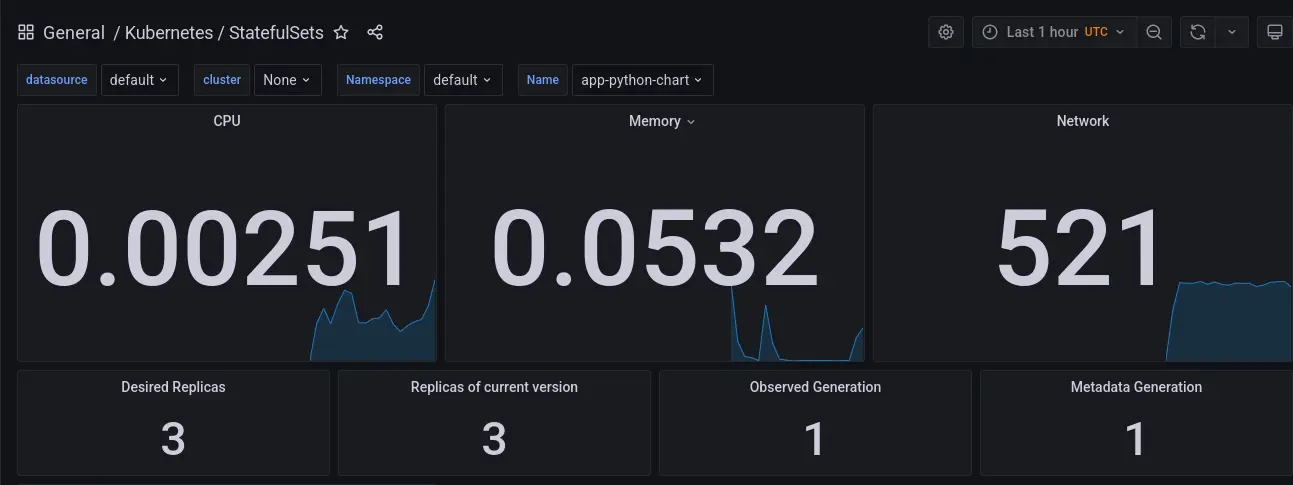 General / Kubernetes / StatefulSets
Last 1 hour UTC
datasource default cluster None Namespace default Name app-python-chart
CPU
Memory
Network
0.00251
0.0532
521
Desired Replicas
Replicas of current version
Observed Generation
Metadata Generation
3
3
1
1